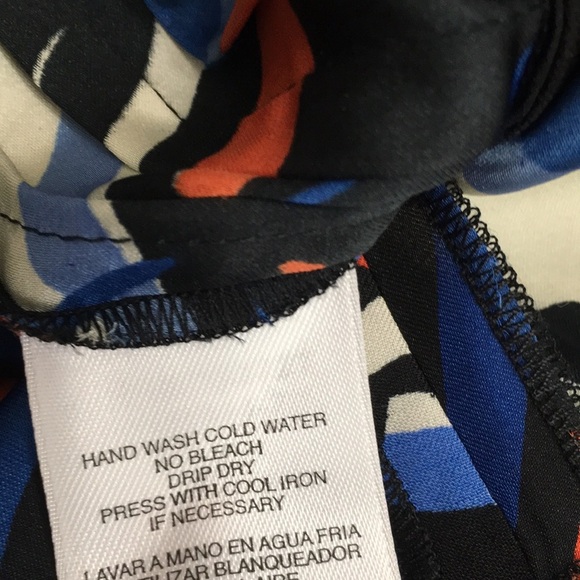 HAND WASH COLD WATER
NO BLEACH
DRIP DRY
PRESS WITH COOL IRON
IF NECESSARY
LAVAR A MANO EN AGUA FRIA
BLANQUEADOR